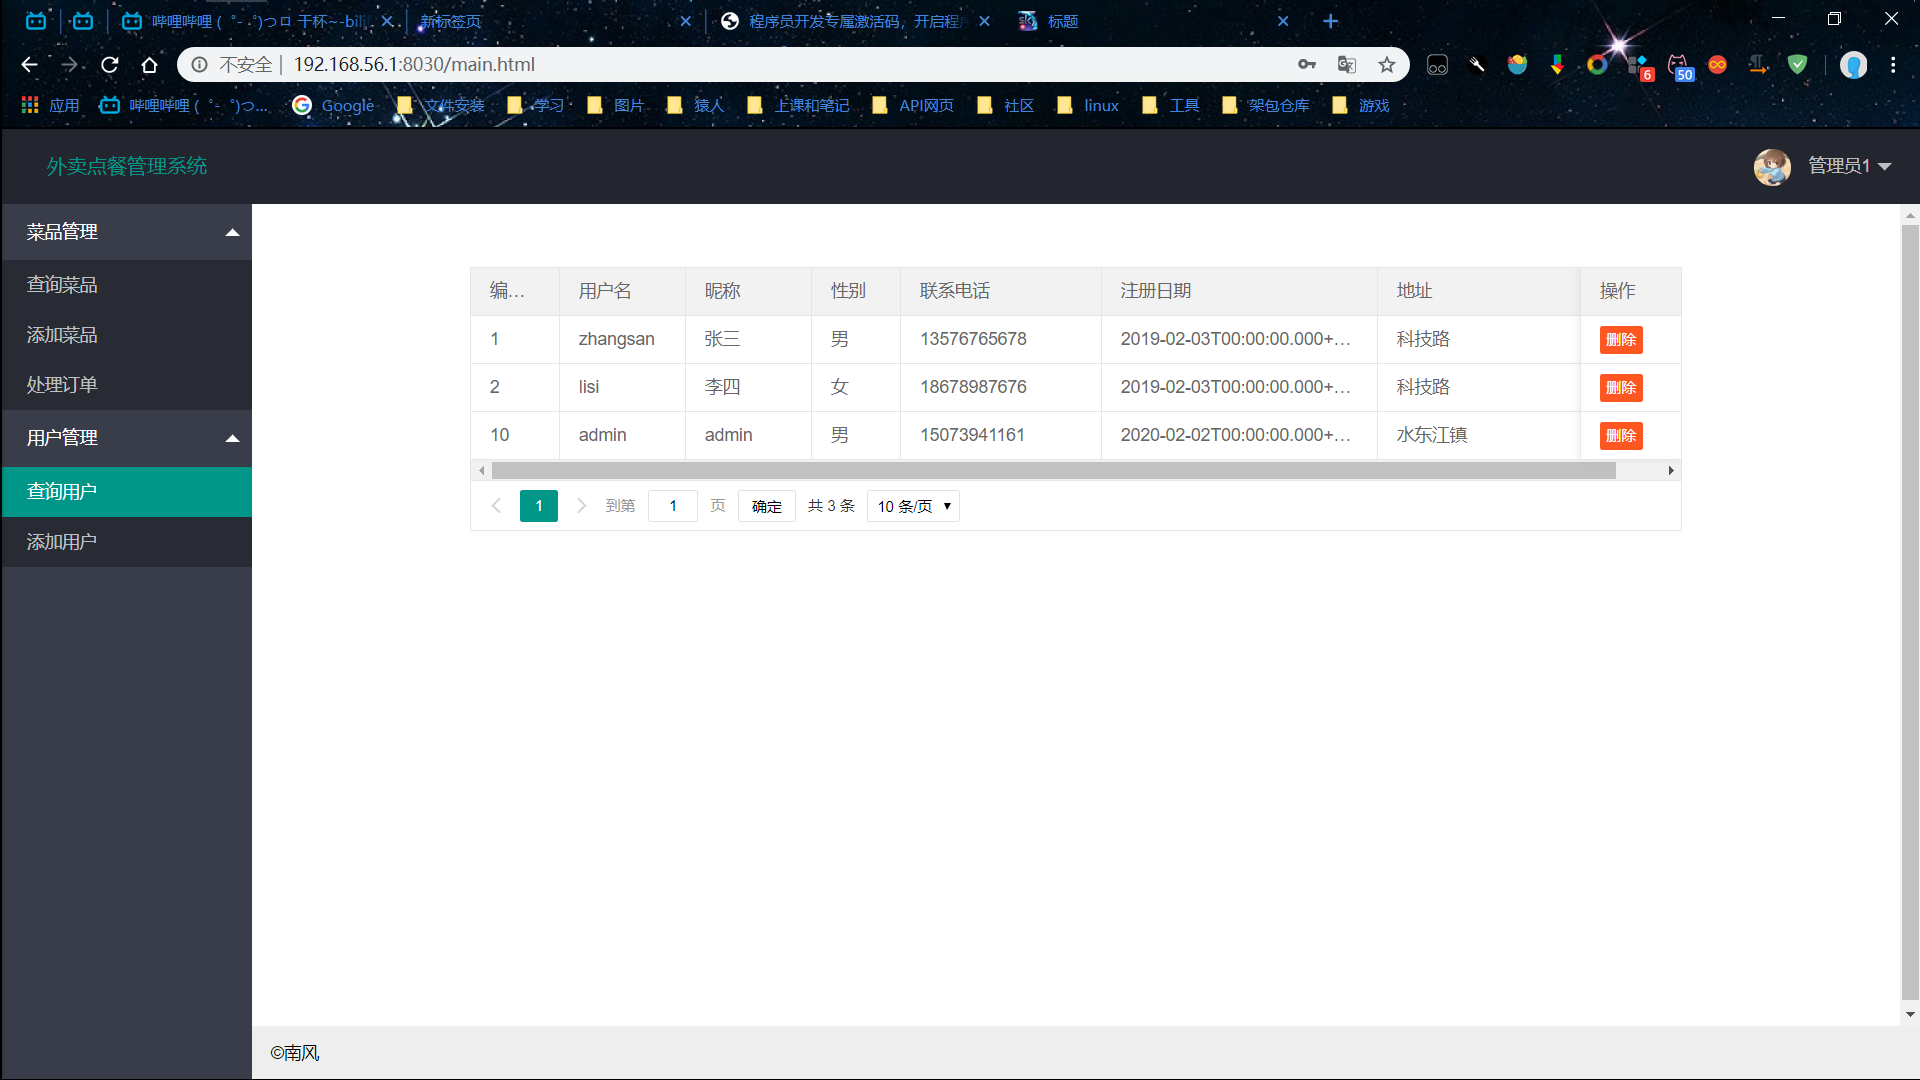 哔哩哔哩 ( ゜- ゜)つロ 干杯~-bili
新标签页
程序员开发专属激活码，开启程
标题
不安全 | 192.168.56.1:8030/main.html
6
50
应用 哔哩哔哩 ( ゜- ゜)つ... Google 文件安装 学习 图片 猿人 上课和笔记 API网页 社区 linux 工具 架包仓库 游戏
外卖点餐管理系统
管理员1
菜品管理
查询菜品
添加菜品
处理订单
用户管理
查询用户
添加用户
编... 用户名 昵称 性别 联系电话 注册日期 地址 操作
1 zhangsan 张三 男 13576765678 2019-02-03T00:00:00.000+... 科技路 删除
2 lisi 李四 女 18678987676 2019-02-03T00:00:00.000+... 科技路 删除
10 admin admin 男 15073941161 2020-02-02T00:00:00.000+... 水东江镇 删除
1 到第 1 页 确定 共 3 条 10 条/页
©南风